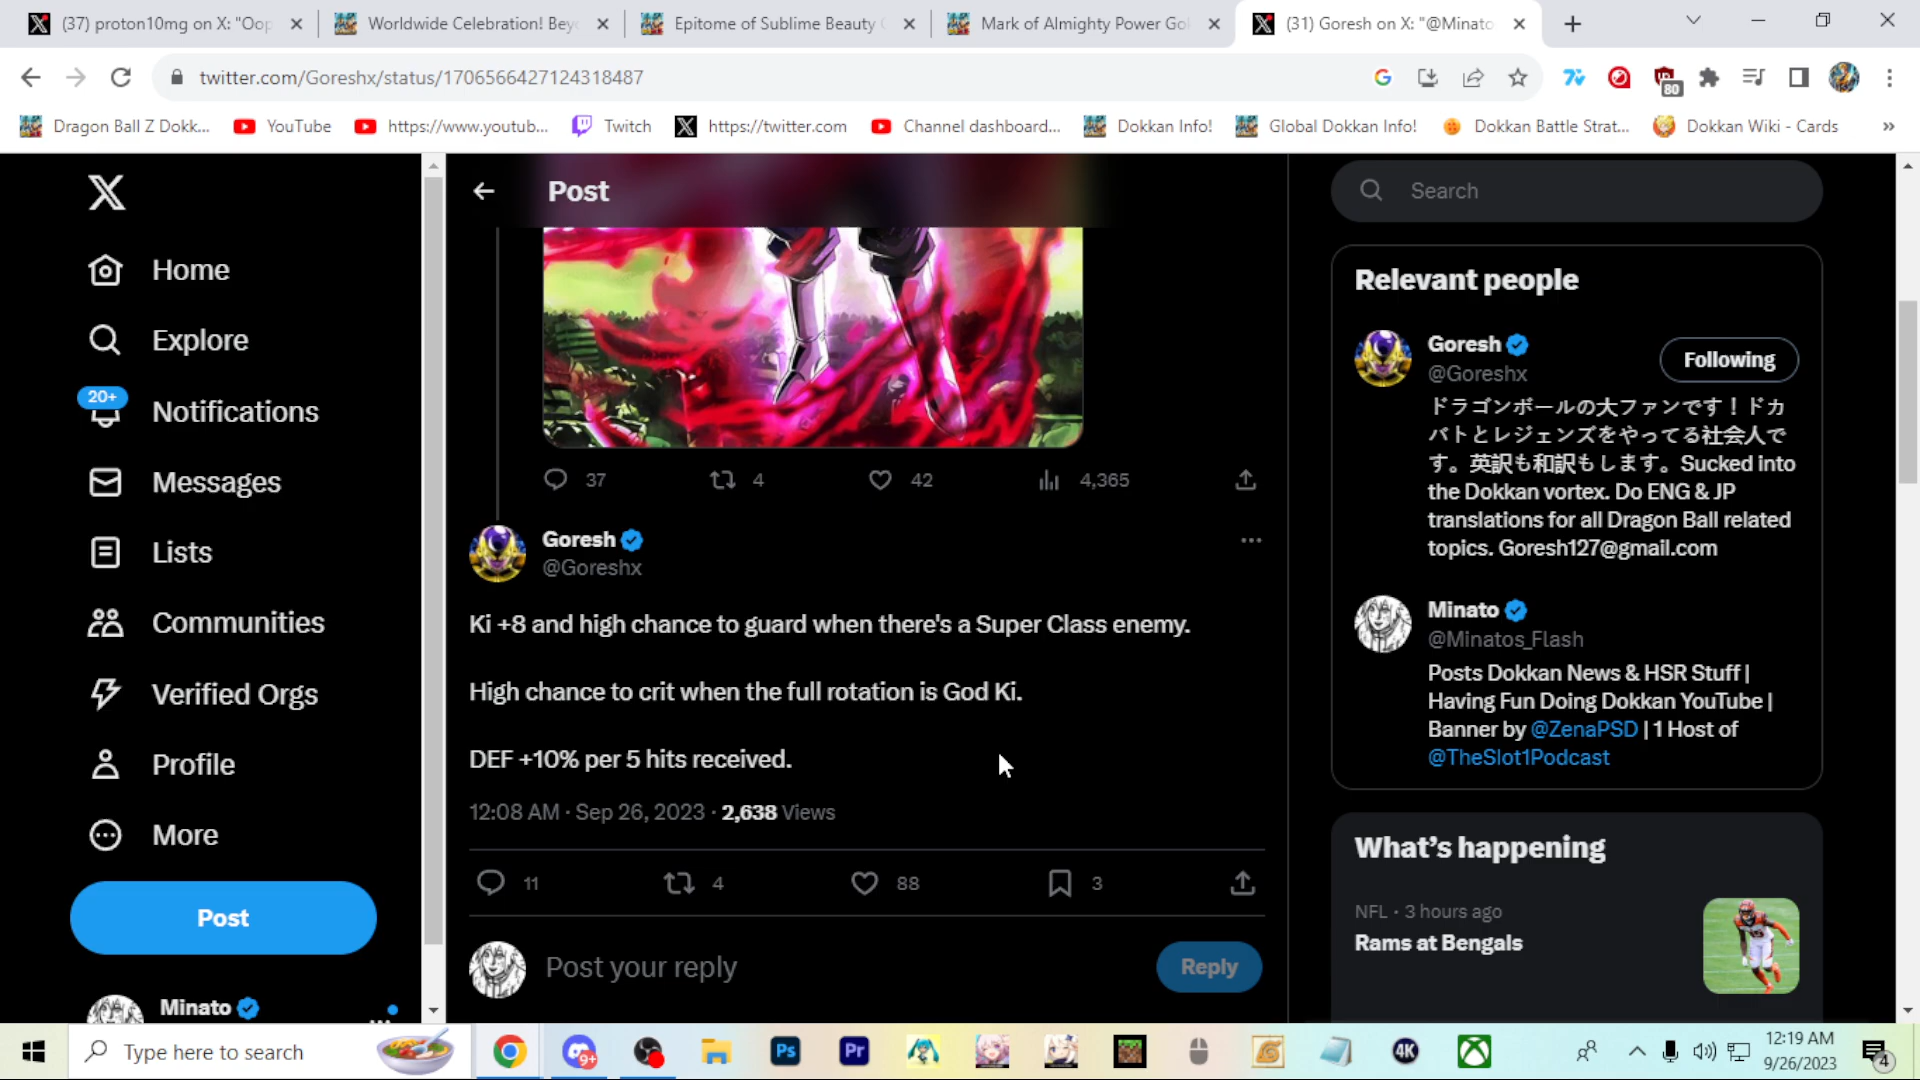 (37) proton10mg on X: "Oop
Worldwide Celebration! Bey
Epitome of Sublime Beauty
Mark of Almighty Power Gol
(31) Goresh on X: "@Minato
twitter.com/Goreshx/status/1706566427124318487
80
Dragon Ball Z Dokk...
YouTube
https://www.youtub...
Twitch
https://twitter.com
Channel dashboard...
Dokkan Info!
Global Dokkan Info!
Dokkan Battle Strat...
Dokkan Wiki - Cards
»
Home
Explore
20+
Notifications
Messages
Lists
Communities
Verified Orgs
Profile
More
Post
Minato
Post
37
4
42
4,365
Goresh
@Goreshx
Ki +8 and high chance to guard when there's a Super Class enemy.
High chance to crit when the full rotation is God Ki.
DEF +10% per 5 hits received.
12:08 AM · Sep 26, 2023 · 2,638 Views
11
4
88
3
Post your reply
Reply
Search
Relevant people
Goresh
@Goreshx
Following
ドラゴンボールの大ファンです！ドカ
バトとレジェンズをやってる社会人で
す。英訳も和訳もします。Sucked into
the Dokkan vortex. Do ENG & JP
translations for all Dragon Ball related
topics. Goresh127@gmail.com
Minato
@Minatos_Flash
Posts Dokkan News & HSR Stuff |
Having Fun Doing Dokkan YouTube |
Banner by @ZenaPSD | 1 Host of
@TheSlot1Podcast
What's happening
NFL · 3 hours ago
Rams at Bengals
Type here to search
9+
Ps
Pr
4K
12:19 AM
9/26/2023
4